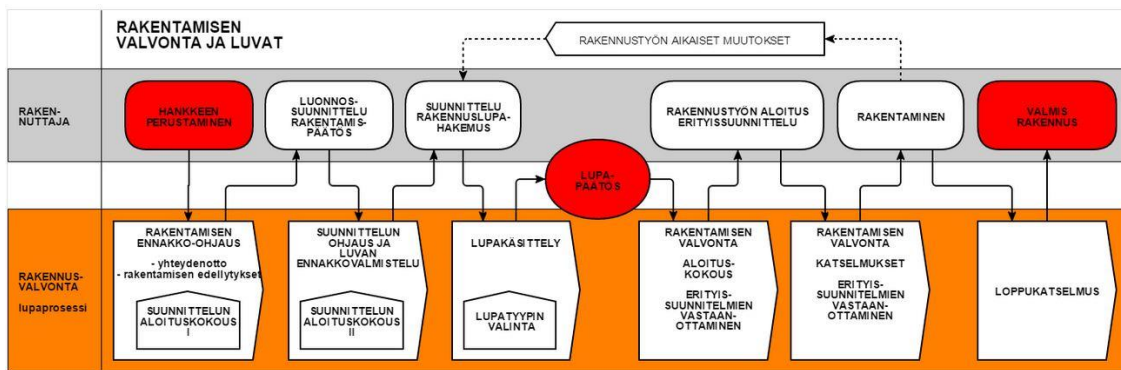 RAKENTAMISEN
VALVONTA JA LUVAT
RAKENNUSTYÖN AIKAISET MUUTOKSET
RAKEN-
NUTTAJA
HANKKEEN
PERUSTAMINEN
LUONNOS-
SUUNNITTELU
RAKENTAMIS-
PÄÄTÖS
SUUNNITTELU
RAKENNUSLUPA-
HAKEMUS
RAKENNUSTYÖN ALOITUS
ERITYISSUUNNITTELU
RAKENTAMINEN
VALMIS
RAKENNUS
LUPA-
PÄÄTÖS
RAKENNUS-
VALVONTA
lupaprosessi
RAKENTAMISEN
ENNAKKO-OHJAUS
- yhteydenotto
- rakentamisen edellytykset
SUUNNITTELUN
ALOITUSKOKOUS
I
SUUNNITTELUN
OHJAUS JA
LUVAN
ENNAKKOVALMISTELU
SUUNNITTELUN
ALOITUSKOKOUS
II
LUPAKÄSITTELY
LUPATYYPIN
VALINTA
RAKENTAMISEN
VALVONTA
ALOITUS-
KOKOUS
ERITYIS-
SUUNNITELMIEN
VASTAAN-
OTTAMINEN
RAKENTAMISEN
VALVONTA
KATSELMUKSET
ERITYIS-
SUUNNITELMIEN
VASTAAN-
OTTAMINEN
LOPPUKATSELMUS